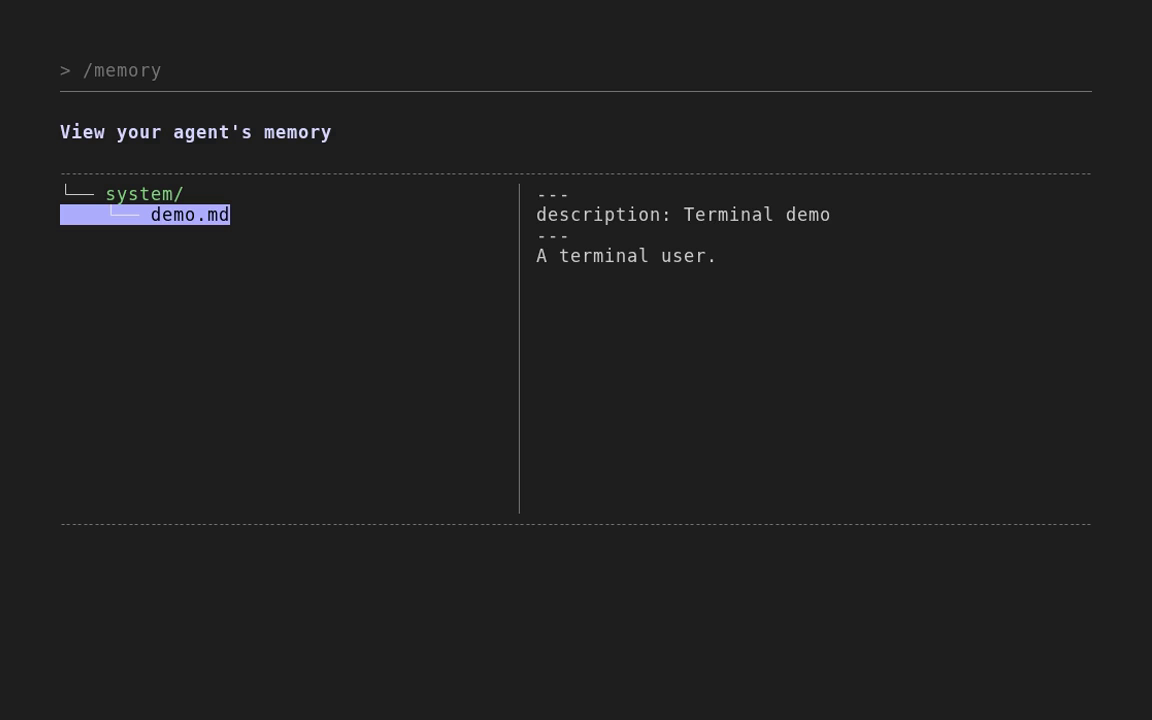 > /memory
View your agent's memory
└── system/
    └── demo.md
---
description: Terminal demo
---
A terminal user.